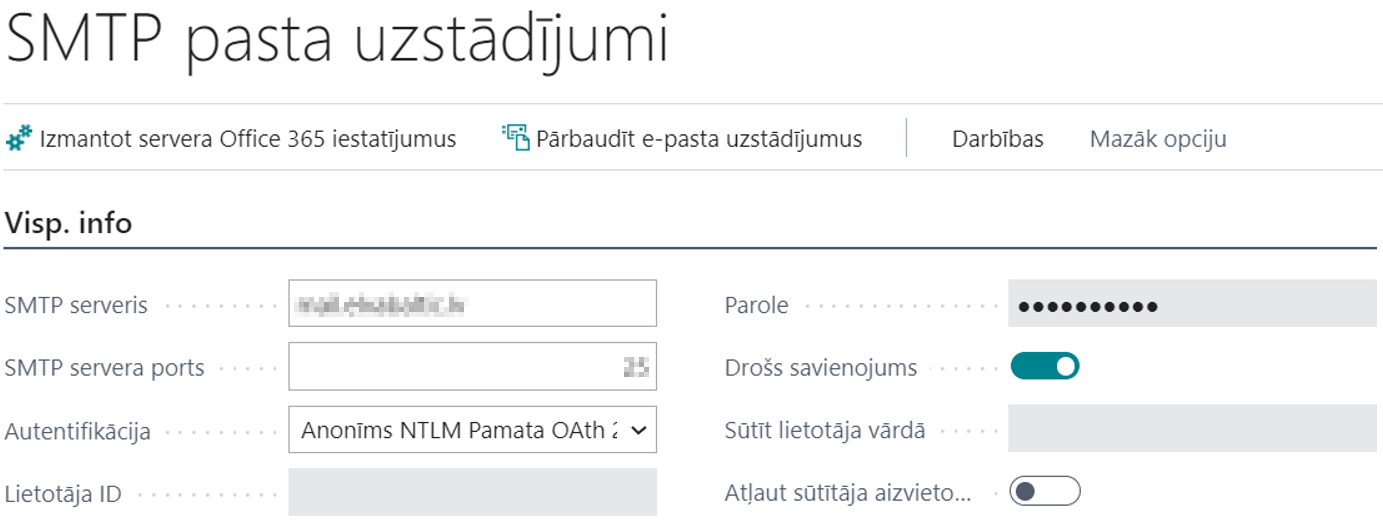 SMTP pasta uzstādījumi
Izmantot servera Office 365 iestatījumus Pārbaudīt e-pasta uzstādījumus Darbības Mazāk opciju
Visp. info
SMTP serveris
Parole ••••••••••
SMTP servera ports
Drošs savienojums
Autentifikācija Anonīms NTLM Pamata OAth 2
Sūtīt lietotāja vārdā
Lietotāja ID
Atļaut sūtītāja aizvieto...